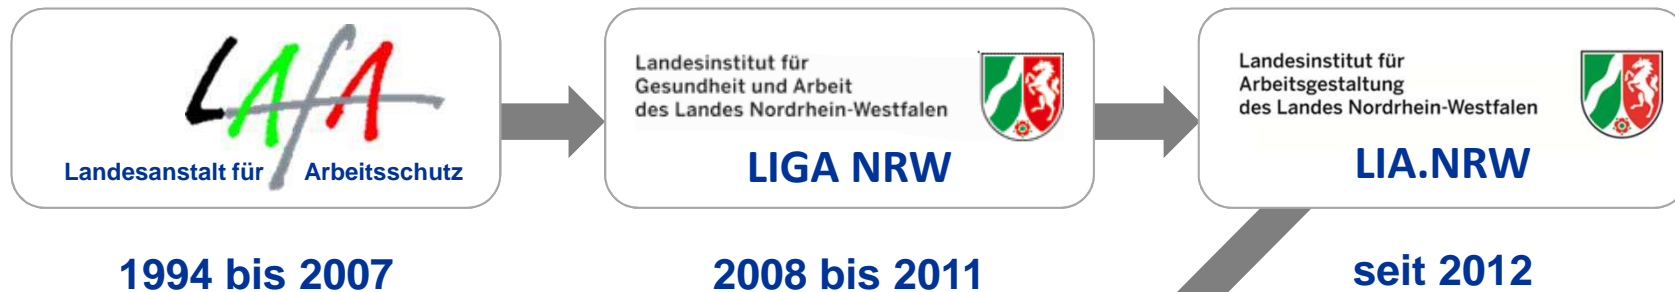 LAfA
Landesanstalt für Arbeitsschutz
1994 bis 2007
Landesinstitut für
Gesundheit und Arbeit
des Landes Nordrhein-Westfalen
LIGA NRW
2008 bis 2011
Landesinstitut für
Arbeitsgestaltung
des Landes Nordrhein-Westfalen
LIA.NRW
seit 2012